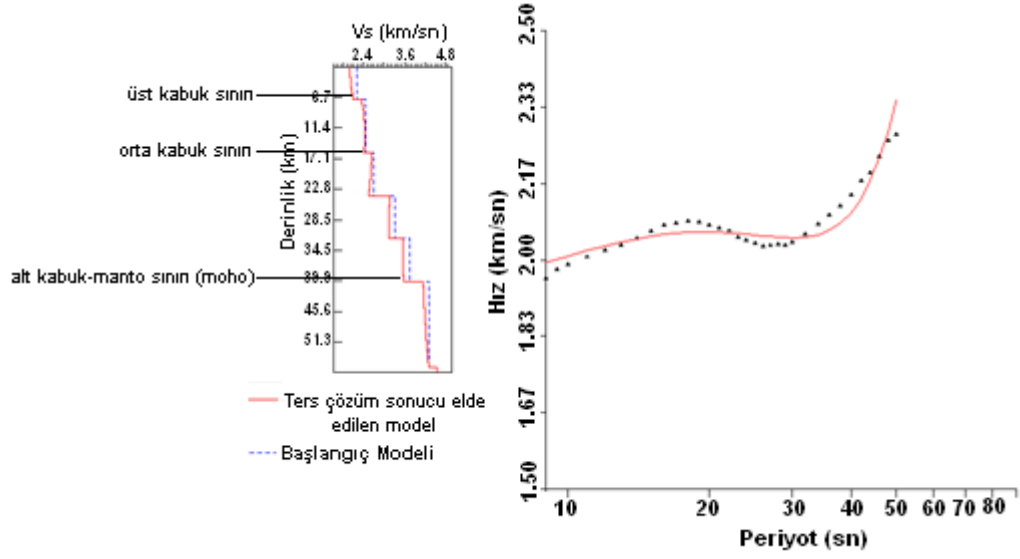 Vs (km/sn)
2.4 3.6 4.8
üst kabuk sınırı
orta kabuk sınırı
alt kabuk-manto sınırı (moho)
Derinlik (km)
11.4
17.1
22.8
28.5
34.5
39.9
45.6
51.3
Ters çözüm sonucu elde
edilen model
Başlangıç Modeli
Hız (km/sn)
2.50
2.33
2.17
2.00
1.83
1.67
1.50
10 20 30 40 50 60 70 80
Periyot (sn)